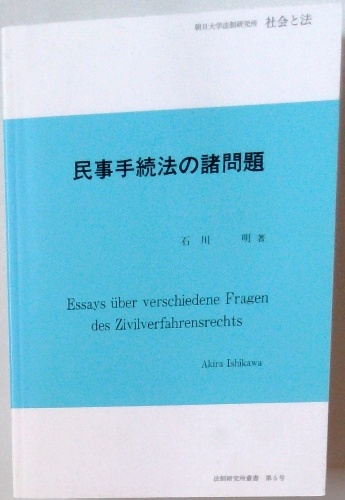 朝日大学法制研究所 社会と法
民事手続法の諸問題
石川 明 著
Essays über verschiedene Fragen
des Zivilverfahrensrechts
Akira Ishikawa
法制研究所叢書 第5号